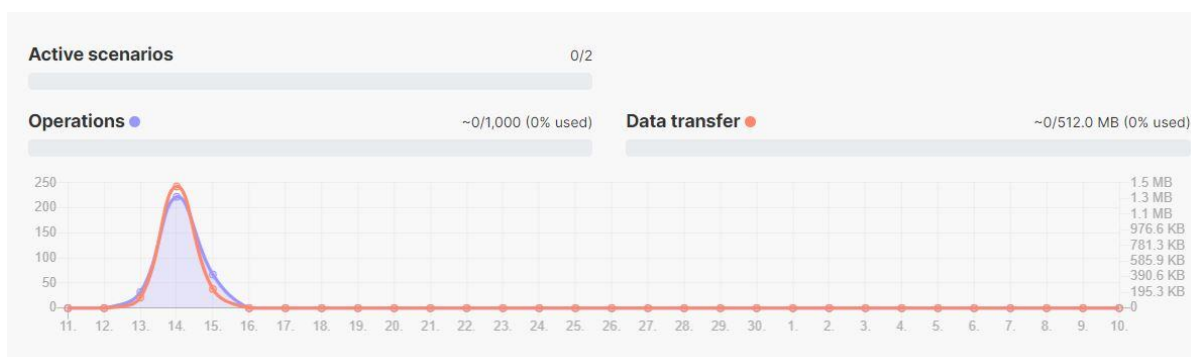 Active scenarios 0/2
Operations ~0/1,000 (0% used) Data transfer ~0/512.0 MB (0% used)
250 1.5 MB
200 1.3 MB
1.1 MB
150 976.6 KB
781.3 KB
100 585.9 KB
50 390.6 KB
195.3 KB
0 0
11. 12. 13. 14. 15. 16. 17. 18. 19. 20. 21. 22. 23. 24. 25. 26. 27. 28. 29. 30. 1. 2. 3. 4. 5. 6. 7. 8. 9. 10.